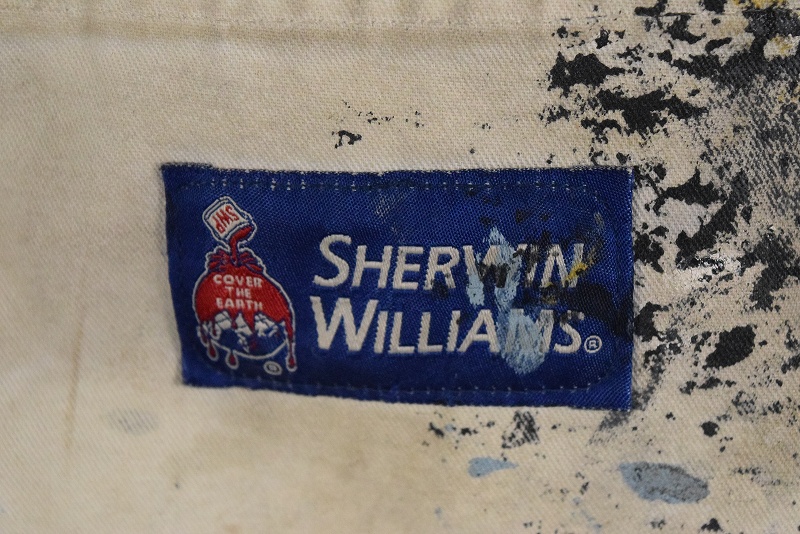 SWP
COVER
THE
EARTH
®
SHERWIN
WILLIAMS®